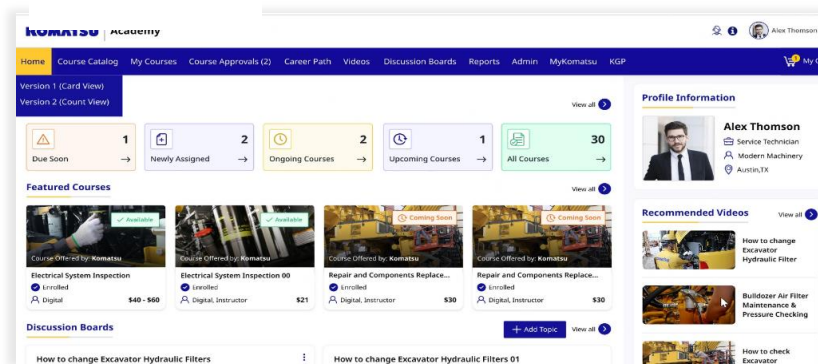 KOMATSU Academy
Alex Thomson
Home Course Catalog My Courses Course Approvals (2) Career Path Videos Discussion Boards Reports Admin MyKomatsu KGP 1 My
Version 1 (Card View)
Version 2 (Count View)
View all
1 2 2 1 30
Due Soon Newly Assigned Ongoing Courses Upcoming Courses All Courses
Featured Courses View all
Available Available Coming Soon Coming Soon
Course Offered by: Komatsu Course Offered by: Komatsu Course Offered by: Komatsu Course Offered by: Komatsu
Electrical System Inspection Electrical System Inspection 00 Repair and Components Replace... Repair and Components Replace...
Enrolled Enrolled Enrolled Enrolled
Digital $40 - $60 Digital, Instructor $21 Digital, Instructor $30 Digital, Instructor $30
Discussion Boards + Add Topic View all
How to change Excavator Hydraulic Filters How to change Excavator Hydraulic Filters 01
Profile Information
Alex Thomson
Service Technician
Modern Machinery
Austin,TX
Recommended Videos View all
How to change
Excavator
Hydraulic Filter
Bulldozer Air Filter
Maintenance &
Pressure Checking
How to check
Excavator